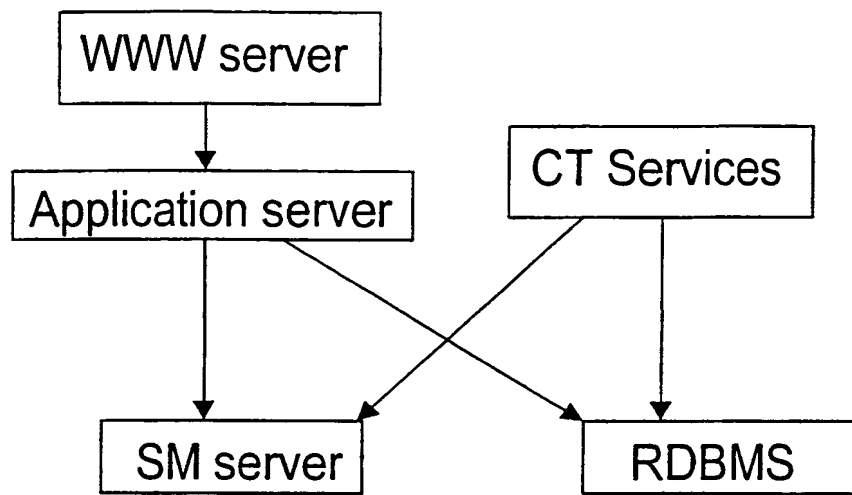 WWW server
CT Services
Application server
SM server
RDBMS